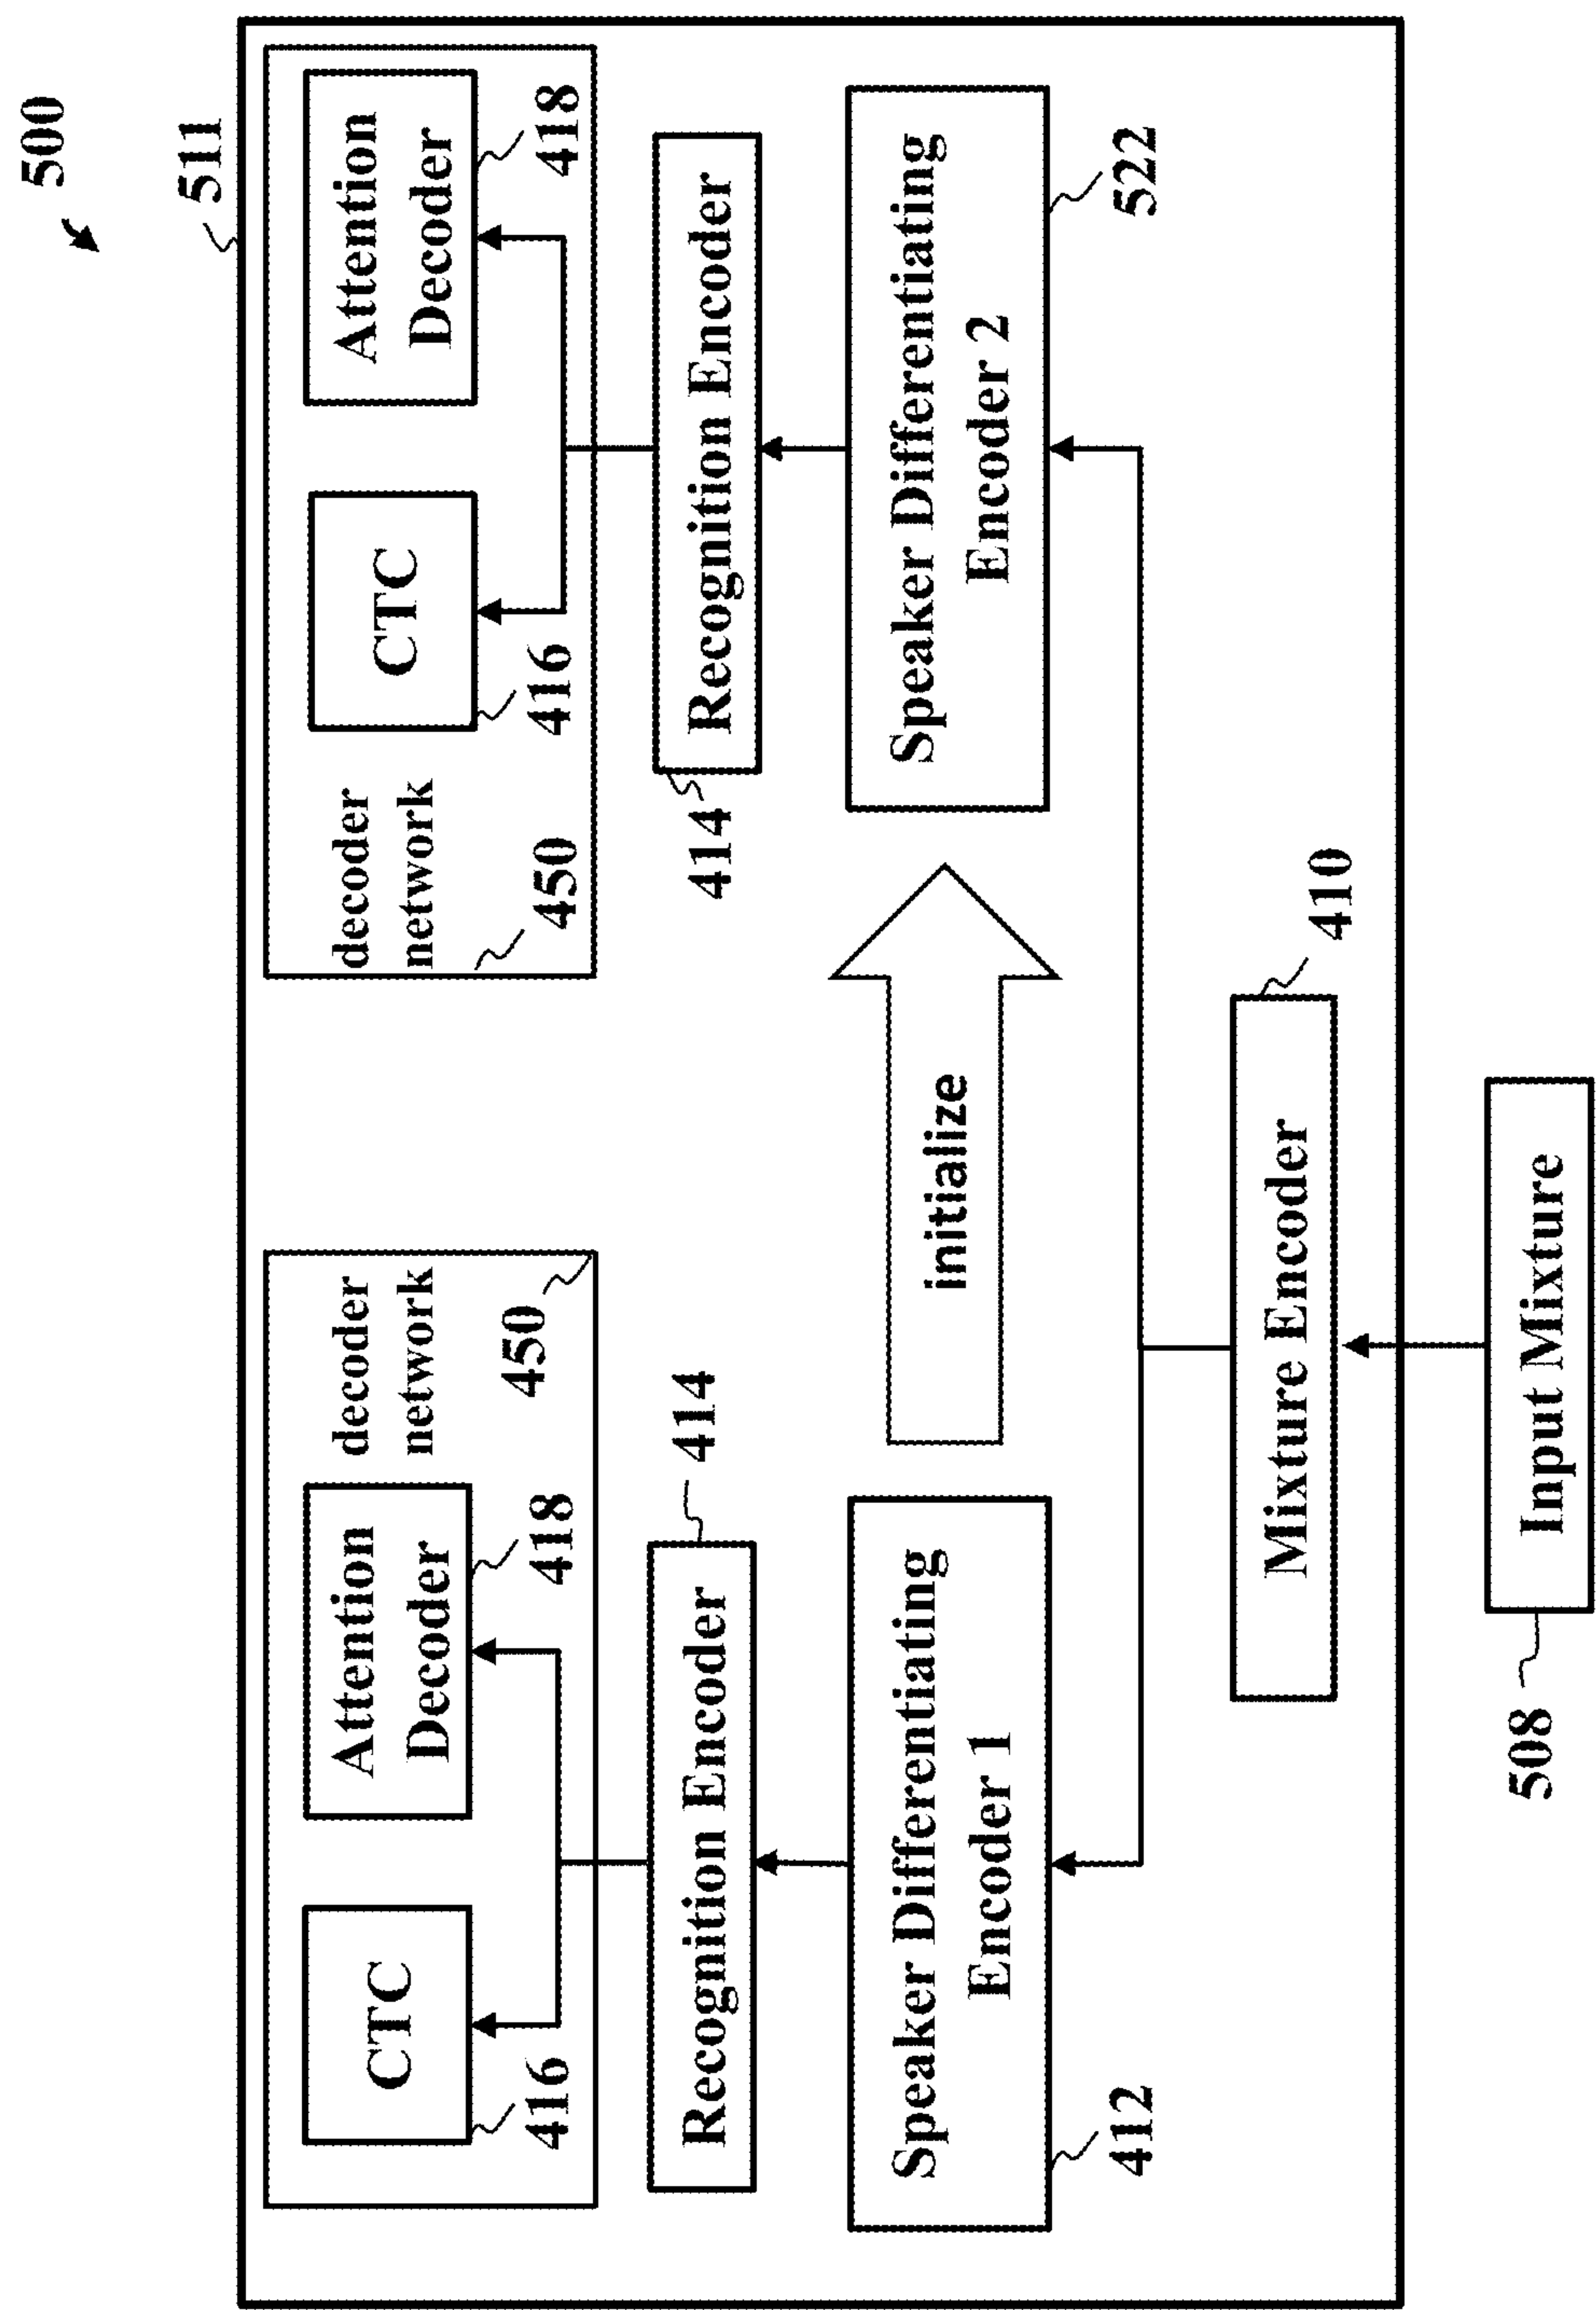 500
511
decoder
network
450
CTC
416
Attention
Decoder
418
decoder
network
450
CTC
416
Attention
Decoder
418
Recognition Encoder
414
Recognition Encoder
414
Speaker Differentiating
Encoder 1
412
initialize
Speaker Differentiating
Encoder 2
522
Mixture Encoder
410
Input Mixture
508